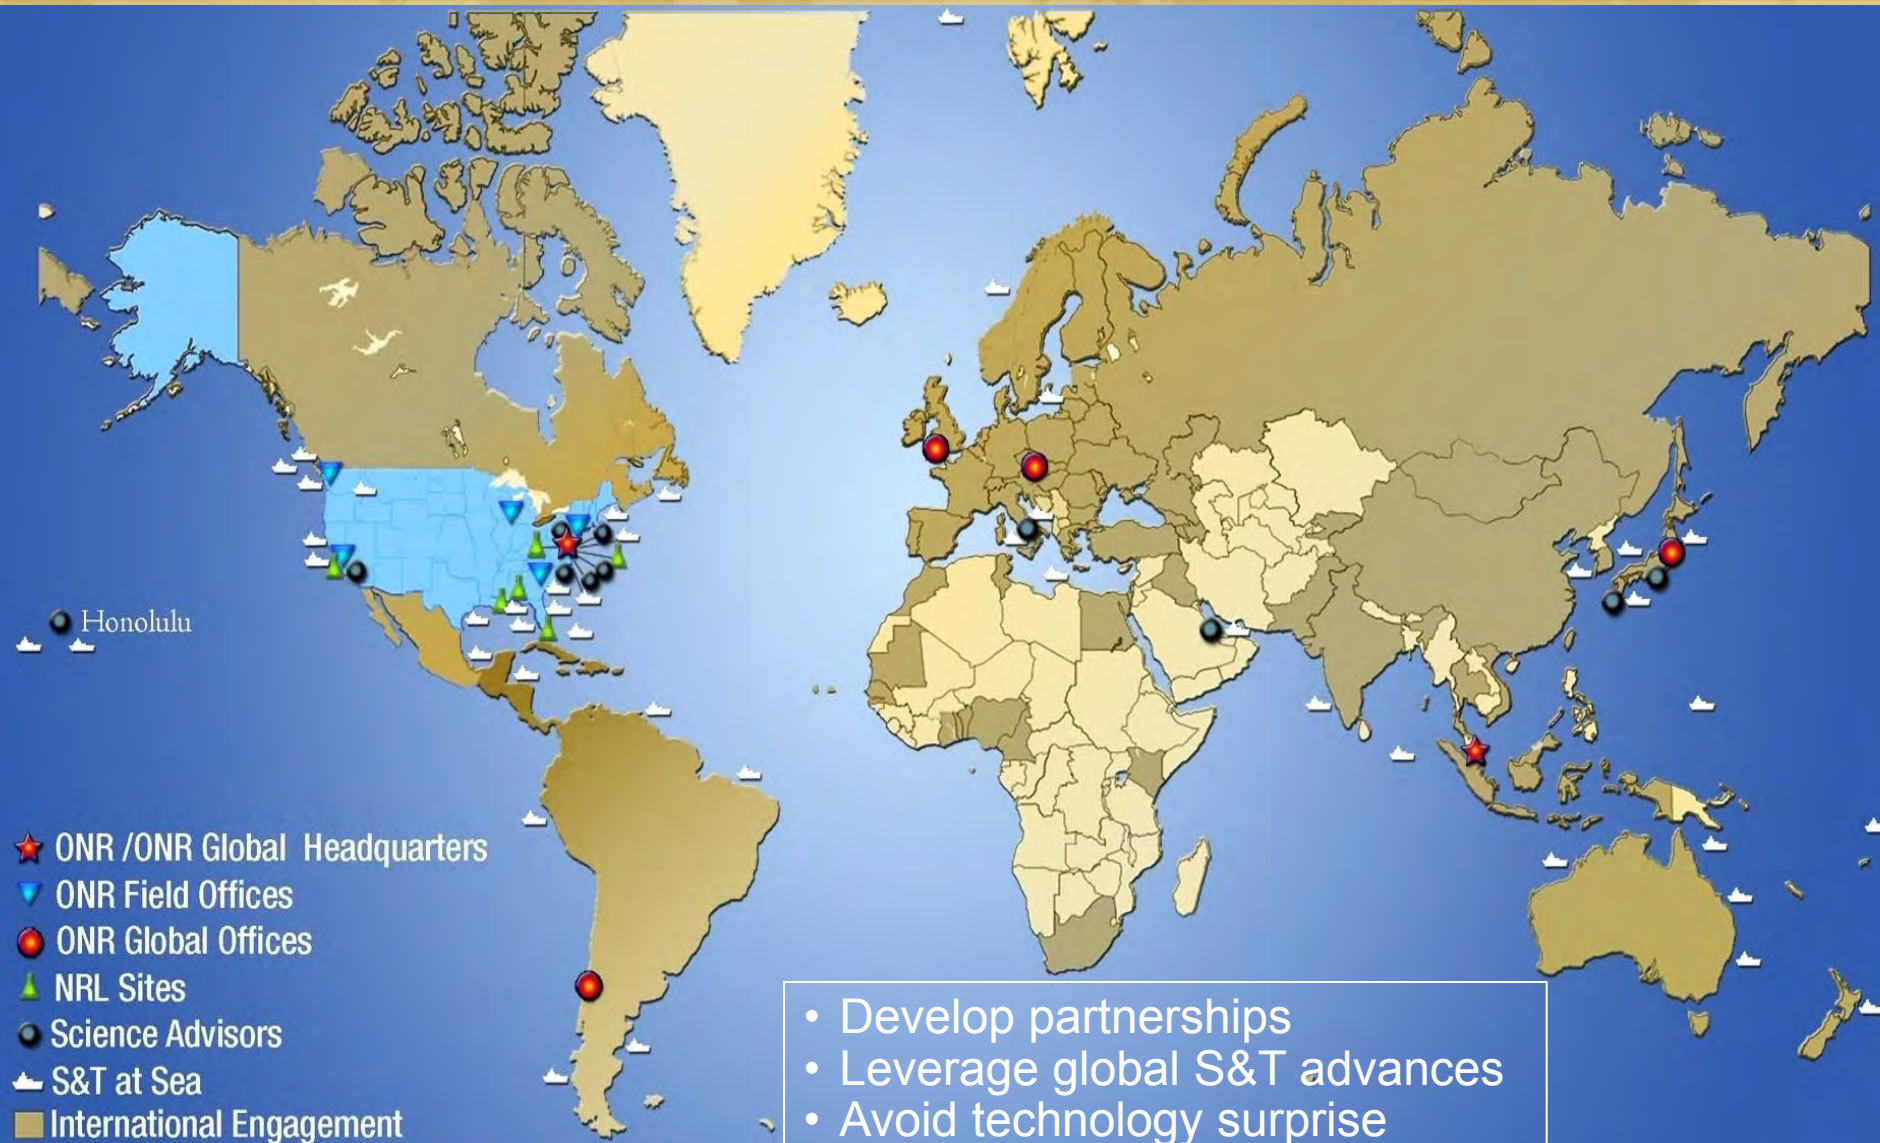 Honolulu
ONR /ONR Global Headquarters
ONR Field Offices
ONR Global Offices
NRL Sites
Science Advisors
S&T at Sea
International Engagement
• Develop partnerships
• Leverage global S&T advances
• Avoid technology surprise